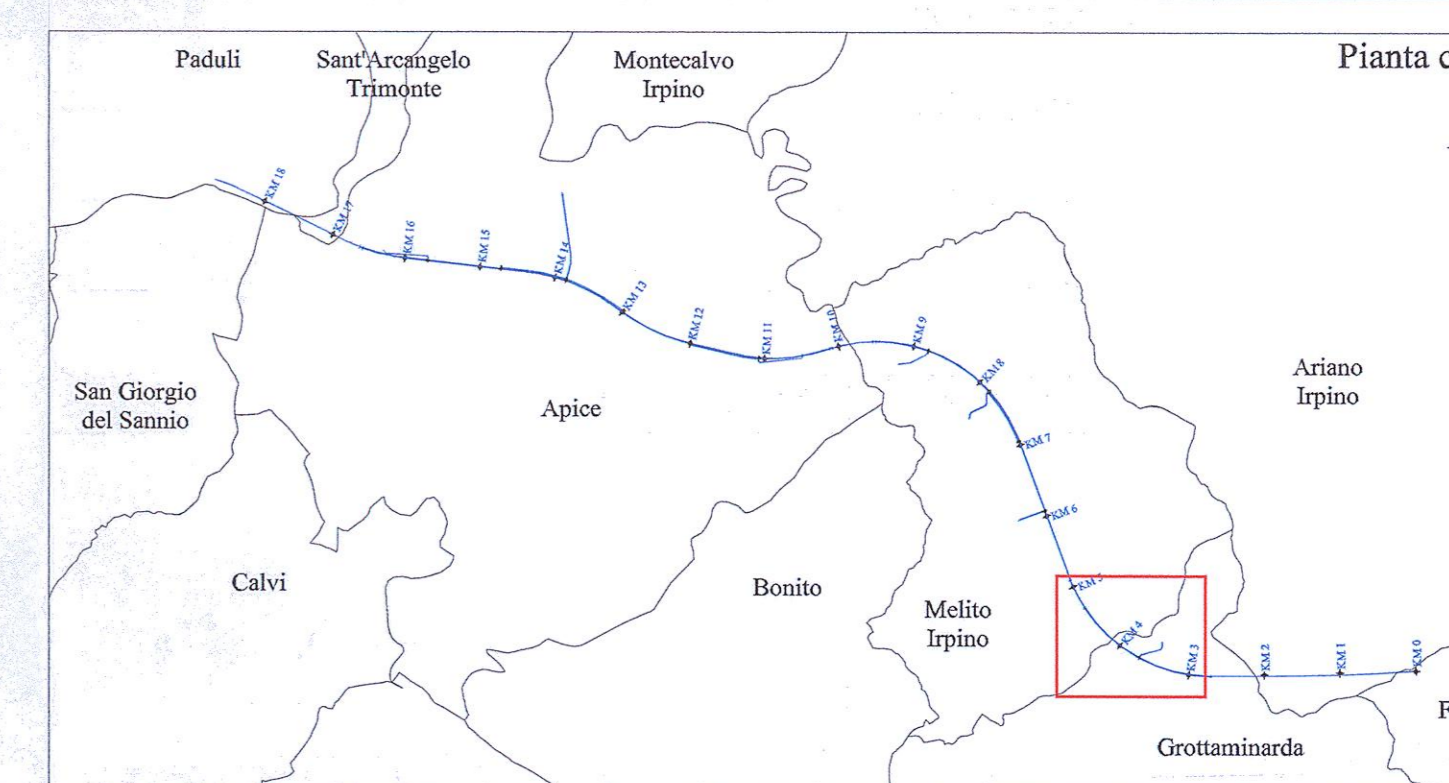 Paduli
Sant'Arcangelo
Trimonte
Montecalvo
Irpino
Pianta
KM 18
KM 17
KM 16
KM 15
KM 14
KM 13
KM 12
KM 11
KM 10
KM 9
KM 8
KM 7
KM 6
KM 5
KM 4
KM 3
KM 2
KM 1
KM 0
San Giorgio
del Sannio
Apice
Ariano
Irpino
Calvi
Bonito
Melito
Irpino
Grottaminarda